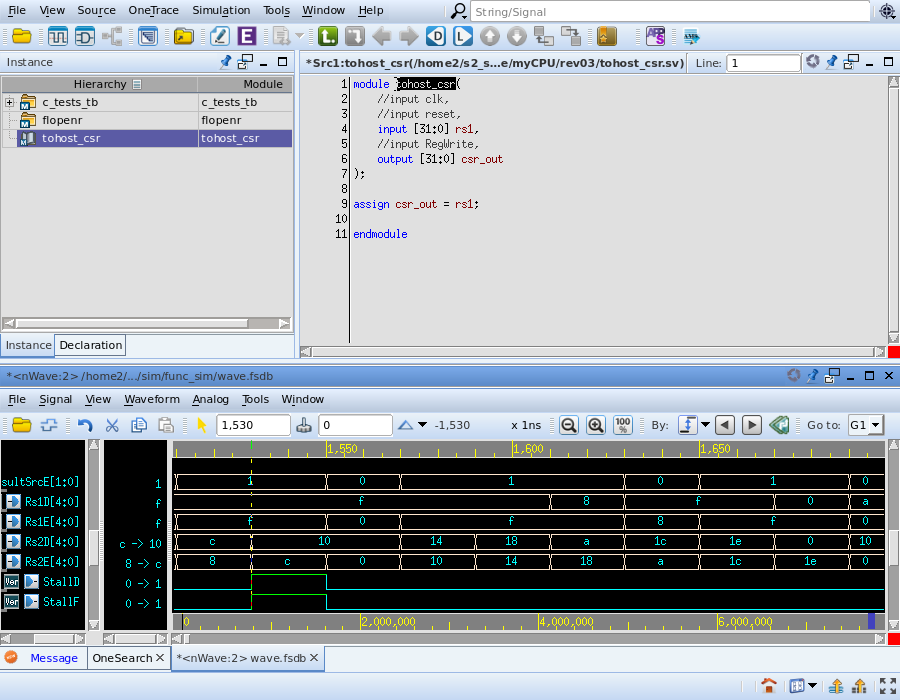 File View Source OneTrace Simulation Tools Window Help String/Signal
Instance
*Src1:tohost_csr(/home2/s2_s...e/myCPU/rev03/tohost_csr.sv) Line: 1
Hierarchy Module
c_tests_tb c_tests_tb
flopenr flopenr
tohost_csr tohost_csr
1 module tohost_csr(
2 //input clk,
3 //input reset,
4 input [31:0] rs1,
5 //input RegWrite,
6 output [31:0] csr_out
7 );
8
9 assign csr_out = rs1;
10
11 endmodule
Instance Declaration
*<nWave:2> /home2/.../sim/func_sim/wave.fsdb
File Signal View Waveform Analog Tools Window
1,530 0 -1,530 x 1ns 100 % By: Go to: G1
1,550 1,600 1,650
sultSrcE[1:0] 1 1 0 1 0 1 0
Rs1D[4:0] f f 8 f 0 a
Rs1E[4:0] f f 0 f 8 f 0
Rs2D[4:0] c -> 10 c 10 14 18 a 1c 1e 0 10
Rs2E[4:0] 8 -> c 8 c 0 10 14 18 a 1c 1e 0
Ver StallD 0 -> 1
Ver StallF 0 -> 1
0 2,000,000 4,000,000 6,000,000
Message OneSearch *<nWave:2> wave.fsdb